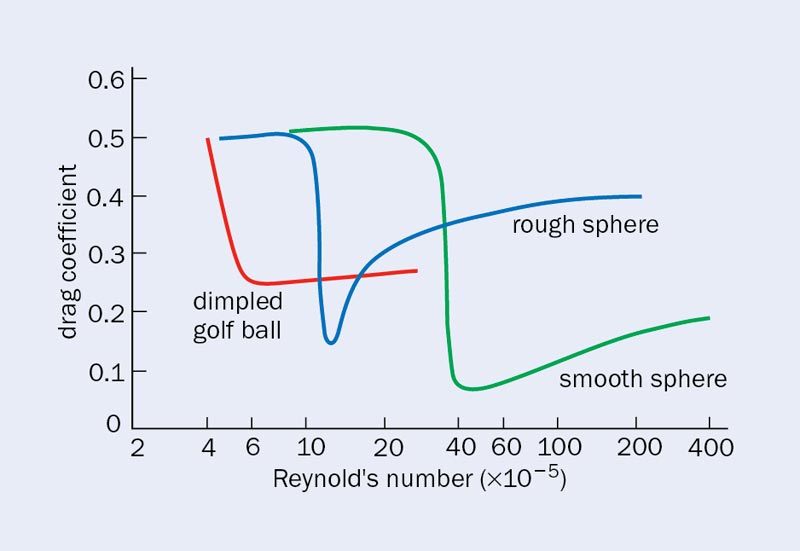 0.6
0.5
0.4
0.3
0.2
0.1
0
drag coefficient
dimpled
golf ball
rough sphere
smooth sphere
2 4 6 10 20 40 60 100 200 400
Reynold's number (×10⁻⁵)